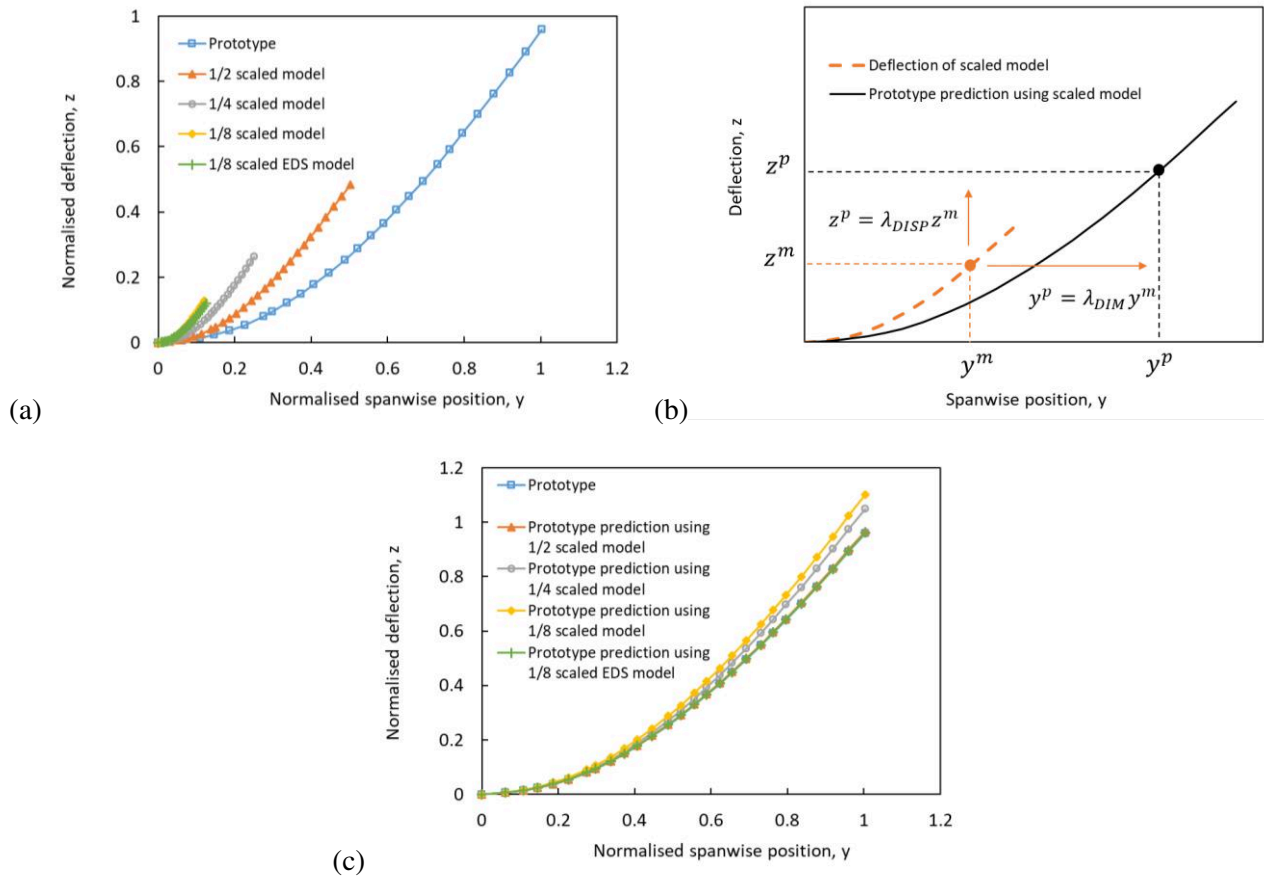 1
0.8
0.6
0.4
0.2
0
Normalised deflection, z
Prototype
1/2 scaled model
1/4 scaled model
1/8 scaled model
1/8 scaled EDS model
0 0.2 0.4 0.6 0.8 1 1.2
Normalised spanwise position, y
(a)
Deflection, z
Deflection of scaled model
Prototype prediction using scaled model
z^p
z^p = λ_{DISP} z^m
z^m
y^p = λ_{DIM} y^m
y^m y^p
Spanwise position, y
(b)
1.2
1
0.8
0.6
0.4
0.2
0
Normalised deflection, z
Prototype
Prototype prediction using
1/2 scaled model
Prototype prediction using
1/4 scaled model
Prototype prediction using
1/8 scaled model
Prototype prediction using
1/8 scaled EDS model
0 0.2 0.4 0.6 0.8 1 1.2
Normalised spanwise position, y
(c)